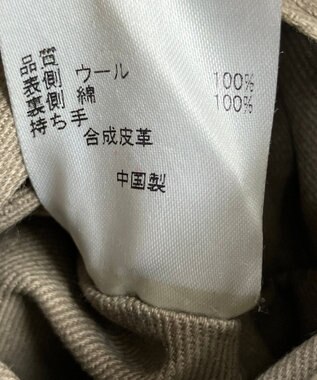 品質
表側 ウール 100%
裏側 綿 100%
持ち手
合成皮革
中国製